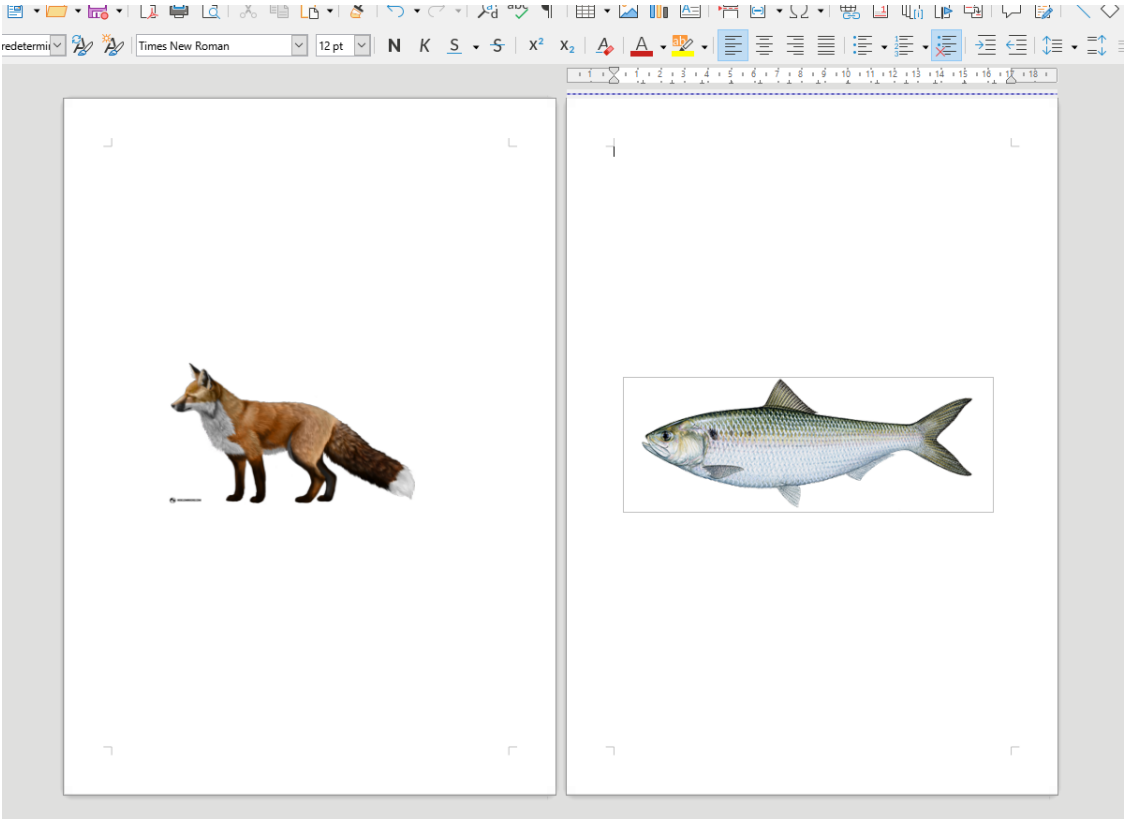 redetermi
Times New Roman
12 pt
N K S S X² X₂ A A ab
1 1 2 3 4 5 6 7 8 9 10 11 12 13 14 15 16 17 18